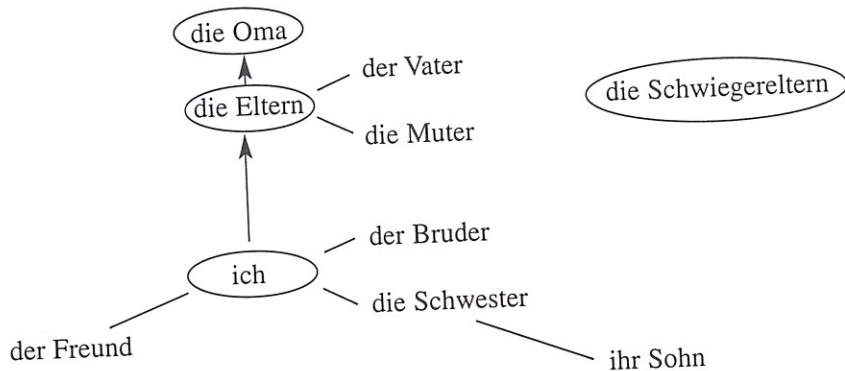 die Oma
die Eltern
der Vater
die Muter
die Schwiegereltern
ich
der Bruder
die Schwester
der Freund
ihr Sohn